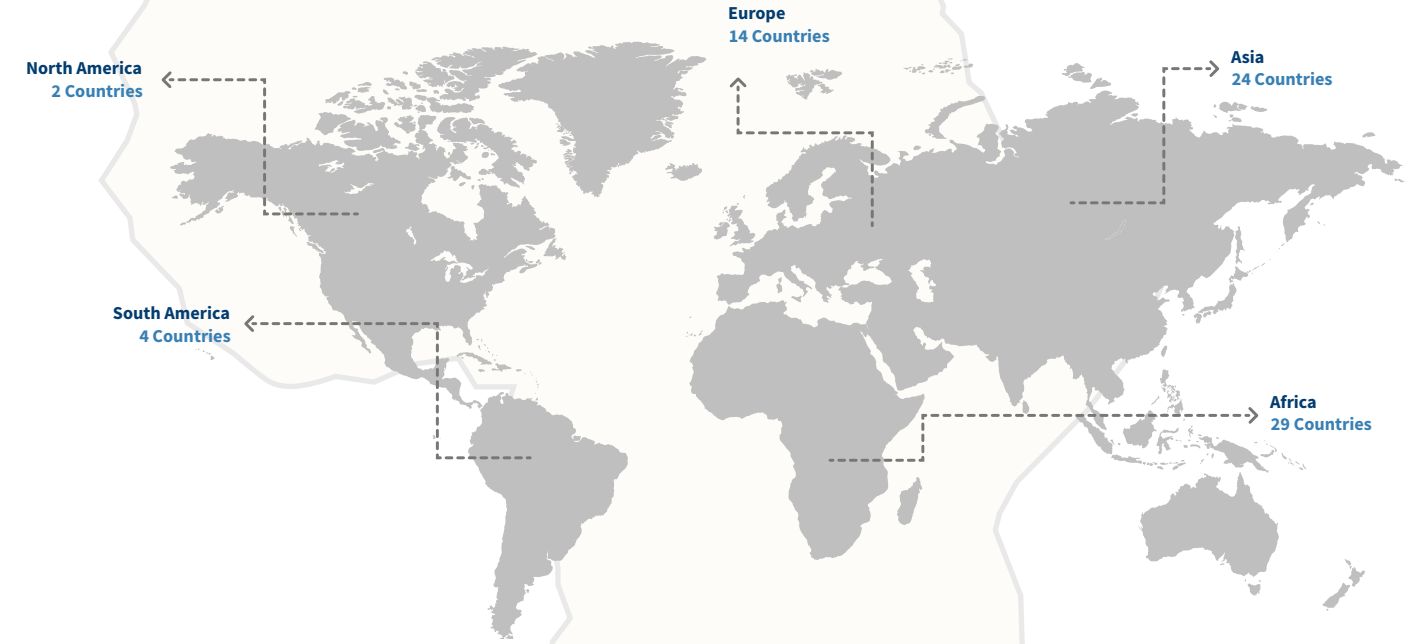 Europe
14 Countries
North America
2 Countries
Asia
24 Countries
South America
4 Countries
Africa
29 Countries